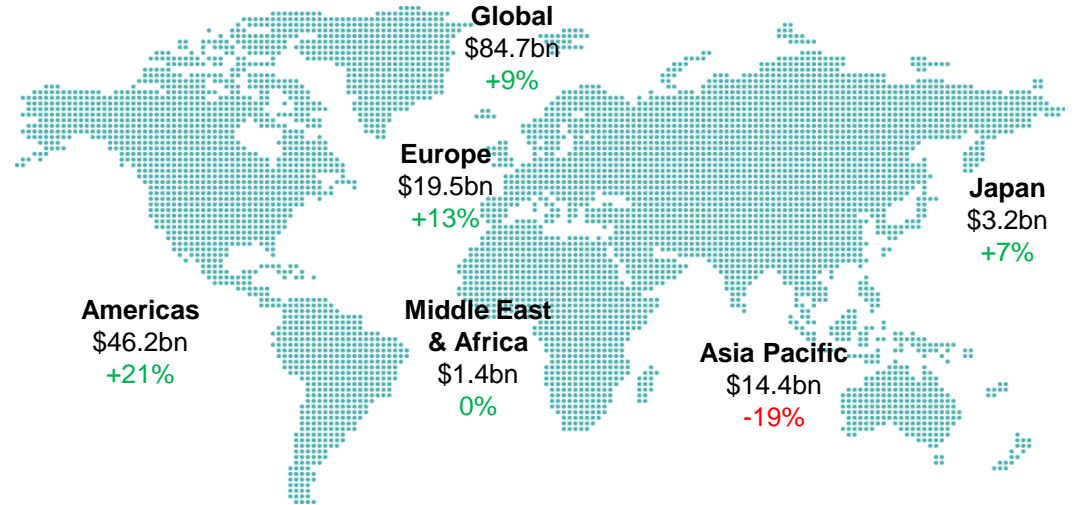 Global
$84.7bn
+9%
Europe
$19.5bn
+13%
Japan
$3.2bn
+7%
Americas
$46.2bn
+21%
Middle East
& Africa
$1.4bn
0%
Asia Pacific
$14.4bn
-19%